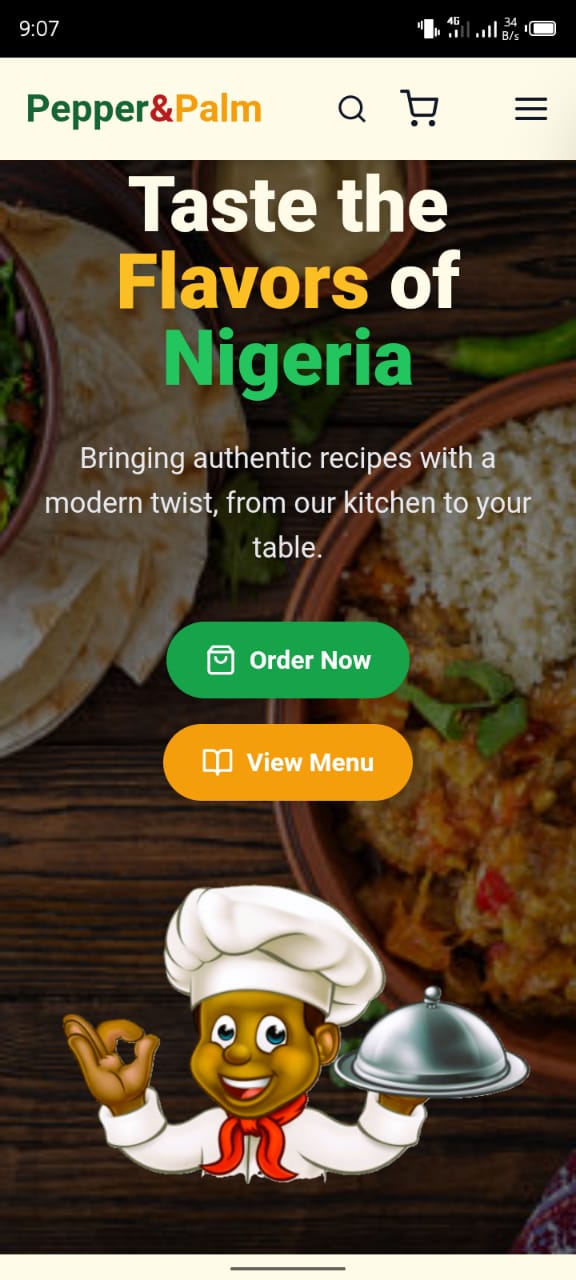 9:07
4G
34
B/s
Pepper&Palm
Taste the
Flavors of
Nigeria
Bringing authentic recipes with a
modern twist, from our kitchen to your
table.
Order Now
View Menu